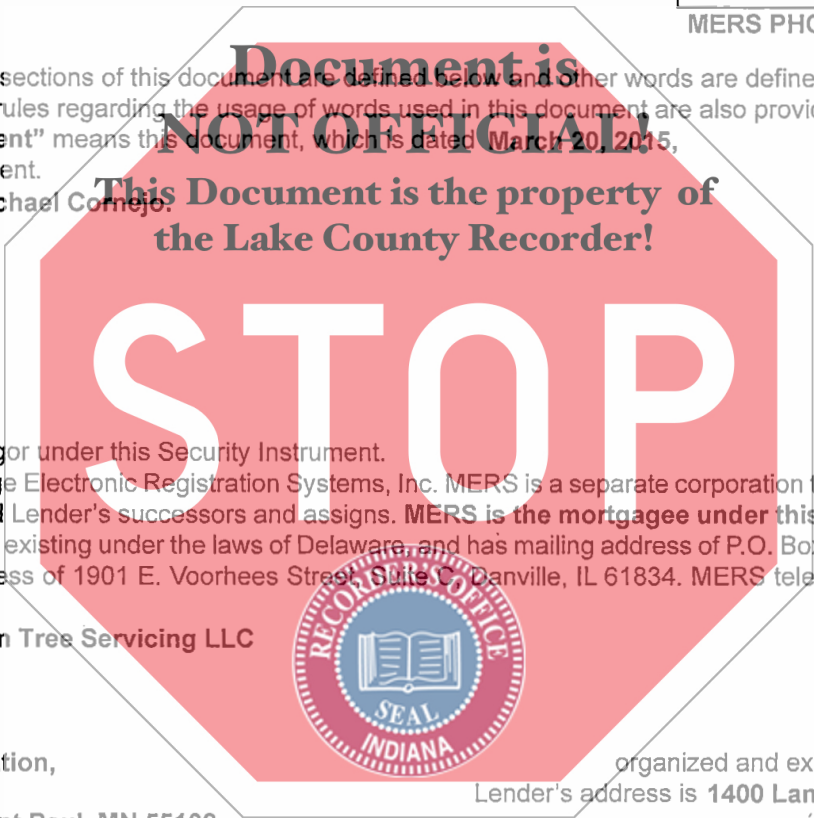 MERS PHO
Document is
sections of this document are defined below and other words are define
rules regarding the usage of words used in this document are also provid
NOT OFFICIAL!
ent" means this document, which is dated March 20, 2015,
ent.
This Document is the property of
chael Cornejo.
the Lake County Recorder!
STOP
gor under this Security Instrument.
e Electronic Registration Systems, Inc. MERS is a separate corporation t
Lender's successors and assigns. MERS is the mortgagee under this
existing under the laws of Delaware, and has mailing address of P.O. Box
ess of 1901 E. Voorhees Street, Suite C, Danville, IL 61834. MERS tele
RECORDER'S OFFICE
n Tree Servicing LLC
SEAL
INDIANA
tion,
organized and ex
Lender's address is 1400 Lan
nt Paul, MN 55108